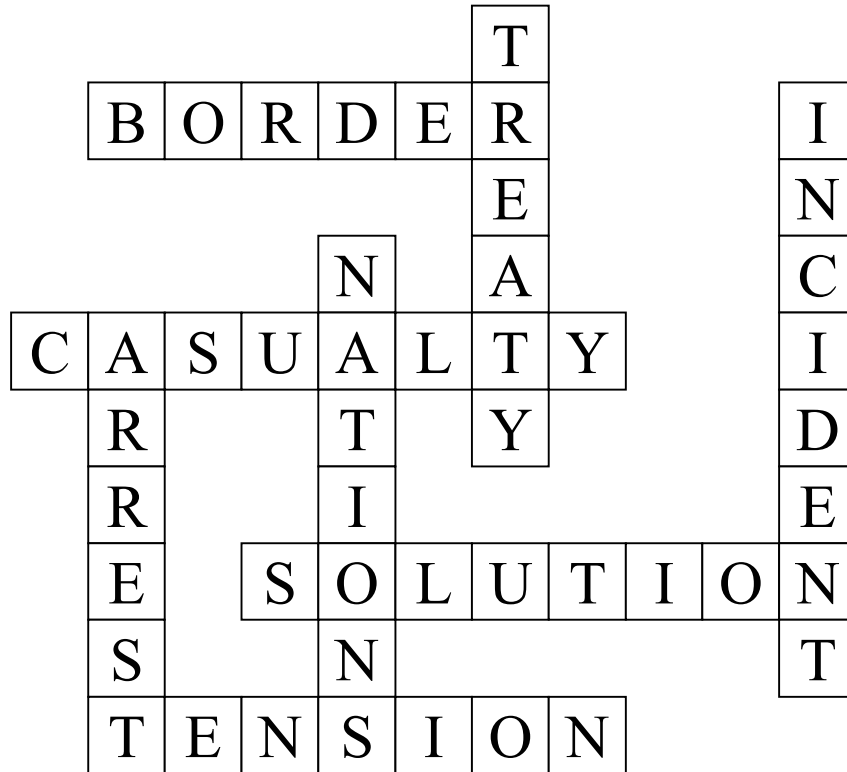 T
BORDER I
E N
N A C
CASUALTY I
R T Y D
R I E
E SOLUTION
S N T
TENSION